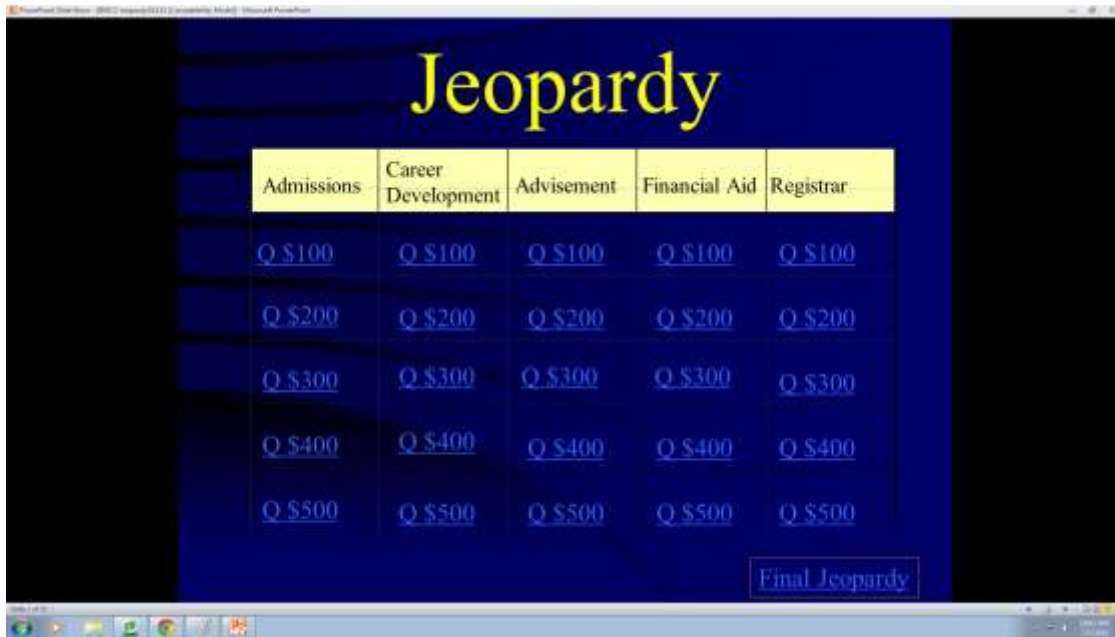 Jeopardy
Admissions
Career
Development
Advisement
Financial Aid
Registrar
Q $100
Q $100
Q $100
Q $100
Q $100
Q $200
Q $200
Q $200
Q $200
Q $200
Q $300
Q $300
Q $300
Q $300
Q $300
Q $400
Q $400
Q $400
Q $400
Q $400
Q $500
Q $500
Q $500
Q $500
Q $500
Final Jeopardy